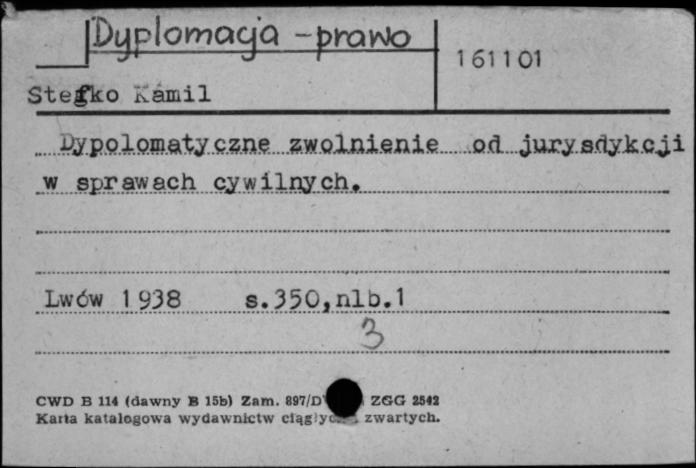 Dyplomacja - prawo
161101
Stefko Kamil
Dypolomatyczne zwolnienie od jurysdykcji
w sprawach cywilnych.
Lwów 1938 s.350,nlb.1
3
CWD B 114 (dawny B 15b) Zam. 897/D ZGG 2542
Karta katalogowa wydawnictw zwartych.